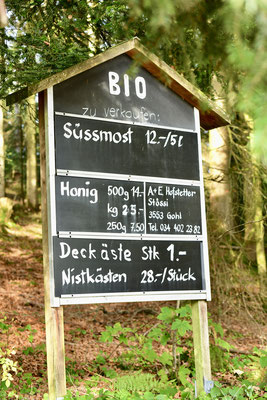 BIO
zu verkaufen:
Süssmost 12.-/5l
Honig 500g 14.-
kg 25.-
250g 7.50
A+E Hofstetter
Stössi
3553 Gohl
Tel. 034 402 23 82
Deckäste Stk 1.-
Nistkästen 28.-/Stück